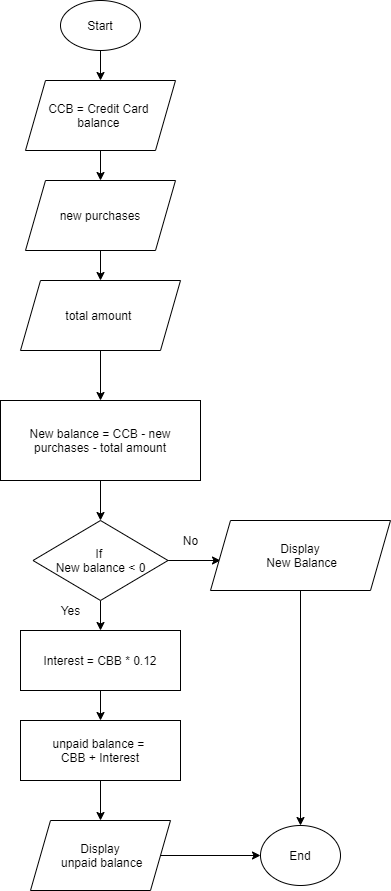 Start
CCB = Credit Card
balance
new purchases
total amount
New balance = CCB - new
purchases - total amount
If
New balance < 0
No
Display
New Balance
Yes
Interest = CBB * 0.12
unpaid balance =
CBB + Interest
Display
unpaid balance
End